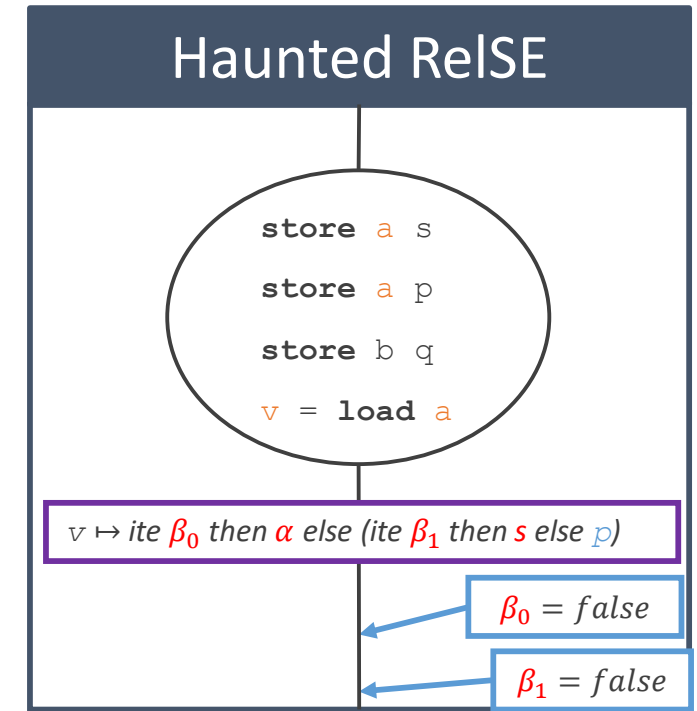 Haunted RelSE
store a s
store a p
store b q
v = load a
v ↦ ite β₀ then α else (ite β₁ then s else p)
β₀ = false
β₁ = false